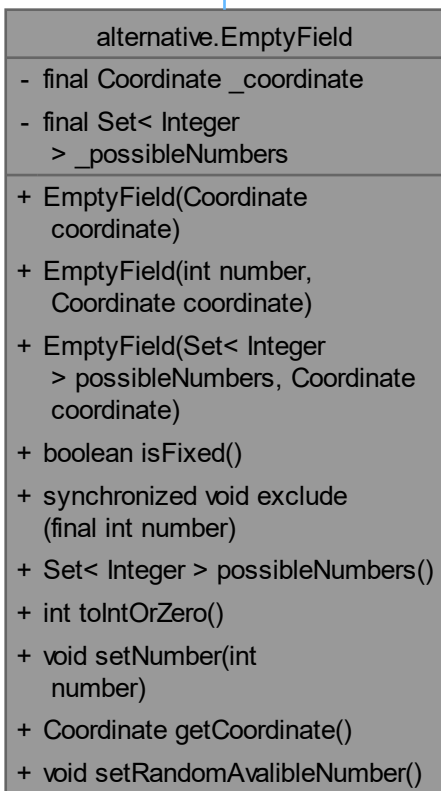 alternative.EmptyField
- final Coordinate _coordinate
- final Set< Integer
> _possibleNumbers
+ EmptyField(Coordinate
coordinate)
+ EmptyField(int number,
Coordinate coordinate)
+ EmptyField(Set< Integer
> possibleNumbers, Coordinate
coordinate)
+ boolean isFixed()
+ synchronized void exclude
(final int number)
+ Set< Integer > possibleNumbers()
+ int toIntOrZero()
+ void setNumber(int
number)
+ Coordinate getCoordinate()
+ void setRandomAvalibleNumber()